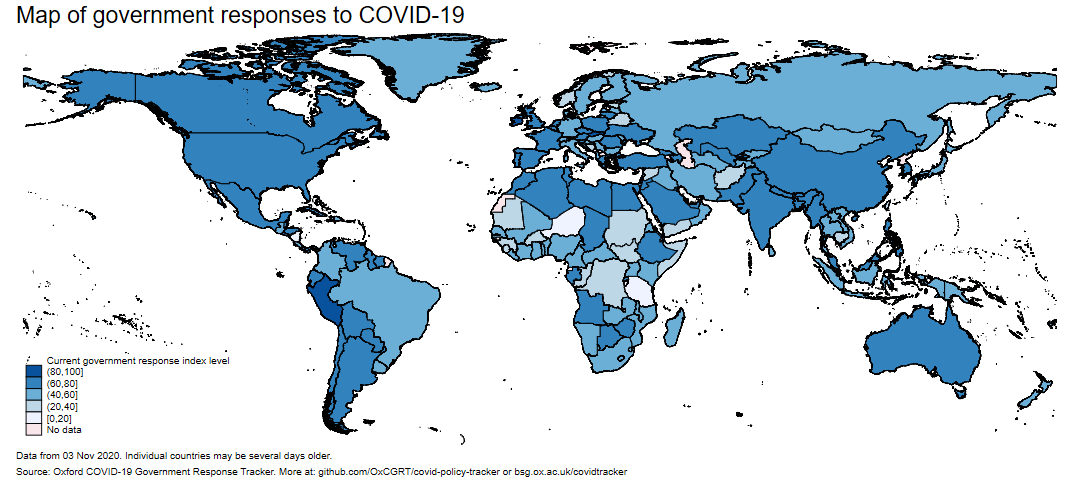 Map of government responses to COVID-19
Current government response index level
(80,100]
(60,80]
(40,60]
(20,40]
[0,20]
No data
Data from 03 Nov 2020. Individual countries may be several days older.
Source: Oxford COVID-19 Government Response Tracker. More at: github.com/OxCGRT/covid-policy-tracker or bsg.ox.ac.uk/covidtracker